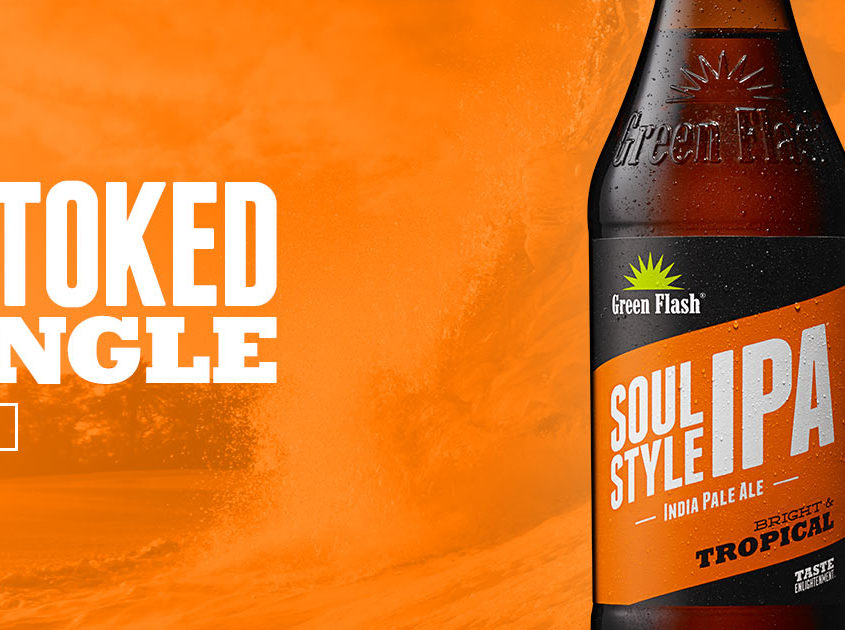 TOKED
NGLE
Green Flash
Green Flash®
SOUL
STYLE
IPA
INDIA PALE ALE
BRIGHT &
TROPICAL
TASTE
ENLIGHTENMENT.